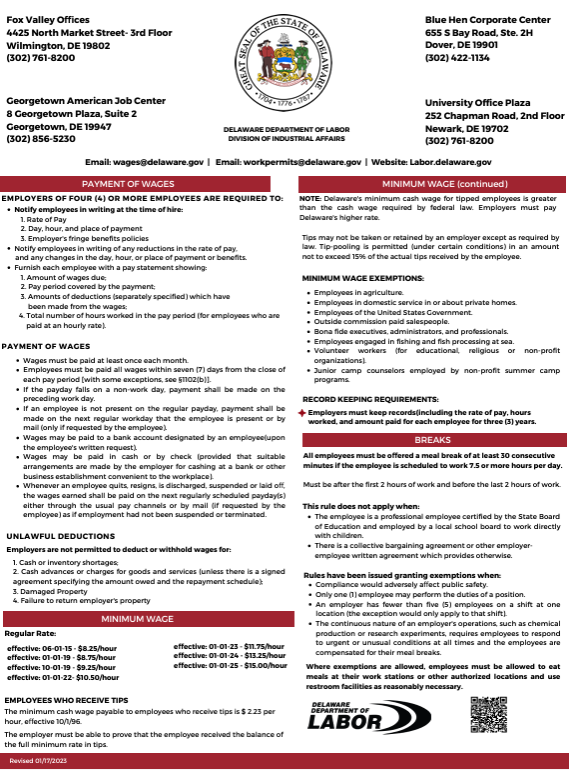 Fox Valley Offices
4425 North Market Street- 3rd Floor
Wilmington, DE 19802
(302) 761-8200
Georgetown American Job Center
8 Georgetown Plaza, Suite 2
Georgetown, DE 19947
(302) 856-5230
GREAT SEAL OF THE STATE OF DELAWARE
1704 • 1776 • 1787
DELAWARE DEPARTMENT OF LABOR
DIVISION OF INDUSTRIAL AFFAIRS
Blue Hen Corporate Center
655 S Bay Road, Ste. 2H
Dover, DE 19901
(302) 422-1134
University Office Plaza
252 Chapman Road, 2nd Floor
Newark, DE 19702
(302) 761-8200
Email: wages@delaware.gov | Email: workpermits@delaware.gov | Website: Labor.delaware.gov
PAYMENT OF WAGES
EMPLOYERS OF FOUR (4) OR MORE EMPLOYEES ARE REQUIRED TO:
• Notify employees in writing at the time of hire:
1. Rate of Pay
2. Day, hour, and place of payment
3. Employer's fringe benefits policies
• Notify employees in writing of any reductions in the rate of pay,
and any changes in the day, hour, or place of payment or benefits.
• Furnish each employee with a pay statement showing:
1. Amount of wages due;
2. Pay period covered by the payment;
3. Amounts of deductions (separately specified) which have
been made from the wages;
4. Total number of hours worked in the pay period (for employees who are
paid at an hourly rate).
PAYMENT OF WAGES
• Wages must be paid at least once each month.
• Employees must be paid all wages within seven (7) days from the close of
each pay period [with some exceptions, see §1102(b)].
• If the payday falls on a non-work day, payment shall be made on the
preceding work day.
• If an employee is not present on the regular payday, payment shall be
made on the next regular workday that the employee is present or by
mail (only if requested by the employee).
• Wages may be paid to a bank account designated by an employee(upon
the employee's written request).
• Wages may be paid in cash or by check (provided that suitable
arrangements are made by the employer for cashing at a bank or other
business establishment convenient to the workplace).
• Whenever an employee quits, resigns, is discharged, suspended or laid off,
the wages earned shall be paid on the next regularly scheduled payday(s)
either through the usual pay channels or by mail (if requested by the
employee) as if employment had not been suspended or terminated.
UNLAWFUL DEDUCTIONS
Employers are not permitted to deduct or withhold wages for:
1. Cash or inventory shortages;
2. Cash advances or charges for goods and services (unless there is a signed
agreement specifying the amount owed and the repayment schedule);
3. Damaged Property
4. Failure to return employer's property
MINIMUM WAGE
Regular Rate:
effective: 06-01-15 - $8.25/hour
effective: 01-01-19 - $8.75/hour
effective: 10-01-19 - $9.25/hour
effective: 01-01-22- $10.50/hour
effective: 01-01-23 - $11.75/hour
effective: 01-01-24 - $13.25/hour
effective: 01-01-25 - $15.00/hour
EMPLOYEES WHO RECEIVE TIPS
The minimum cash wage payable to employees who receive tips is $ 2.23 per
hour, effective 10/1/96.
The employer must be able to prove that the employee received the balance of
the full minimum rate in tips.
MINIMUM WAGE (continued)
NOTE: Delaware's minimum cash wage for tipped employees is greater
than the cash wage required by federal law. Employers must pay
Delaware's higher rate.
Tips may not be taken or retained by an employer except as required by
law. Tip-pooling is permitted (under certain conditions) in an amount
not to exceed 15% of the actual tips received by the employee.
MINIMUM WAGE EXEMPTIONS:
• Employees in agriculture.
• Employees in domestic service in or about private homes.
• Employees of the United States Government.
• Outside commission paid salespeople.
• Bona fide executives, administrators, and professionals.
• Employees engaged in fishing and fish processing at sea.
• Volunteer workers (for educational, religious or non-profit
organizations).
• Junior camp counselors employed by non-profit summer camp
programs.
RECORD KEEPING REQUIREMENTS:
Employers must keep records(including the rate of pay, hours
worked, and amount paid for each employee for three (3) years.
BREAKS
All employees must be offered a meal break of at least 30 consecutive
minutes if the employee is scheduled to work 7.5 or more hours per day.
Must be after the first 2 hours of work and before the last 2 hours of work.
This rule does not apply when:
• The employee is a professional employee certified by the State Board
of Education and employed by a local school board to work directly
with children.
• There is a collective bargaining agreement or other employer-
employee written agreement which provides otherwise.
Rules have been issued granting exemptions when:
• Compliance would adversely affect public safety.
• Only one (1) employee may perform the duties of a position.
• An employer has fewer than five (5) employees on a shift at one
location (the exception would only apply to that shift).
• The continuous nature of an employer's operations, such as chemical
production or research experiments, requires employees to respond
to urgent or unusual conditions at all times and the employees are
compensated for their meal breaks.
Where exemptions are allowed, employees must be allowed to eat
meals at their work stations or other authorized locations and use
restroom facilities as reasonably necessary.
DELAWARE
DEPARTMENT OF
LABOR
Revised 01/17/2023